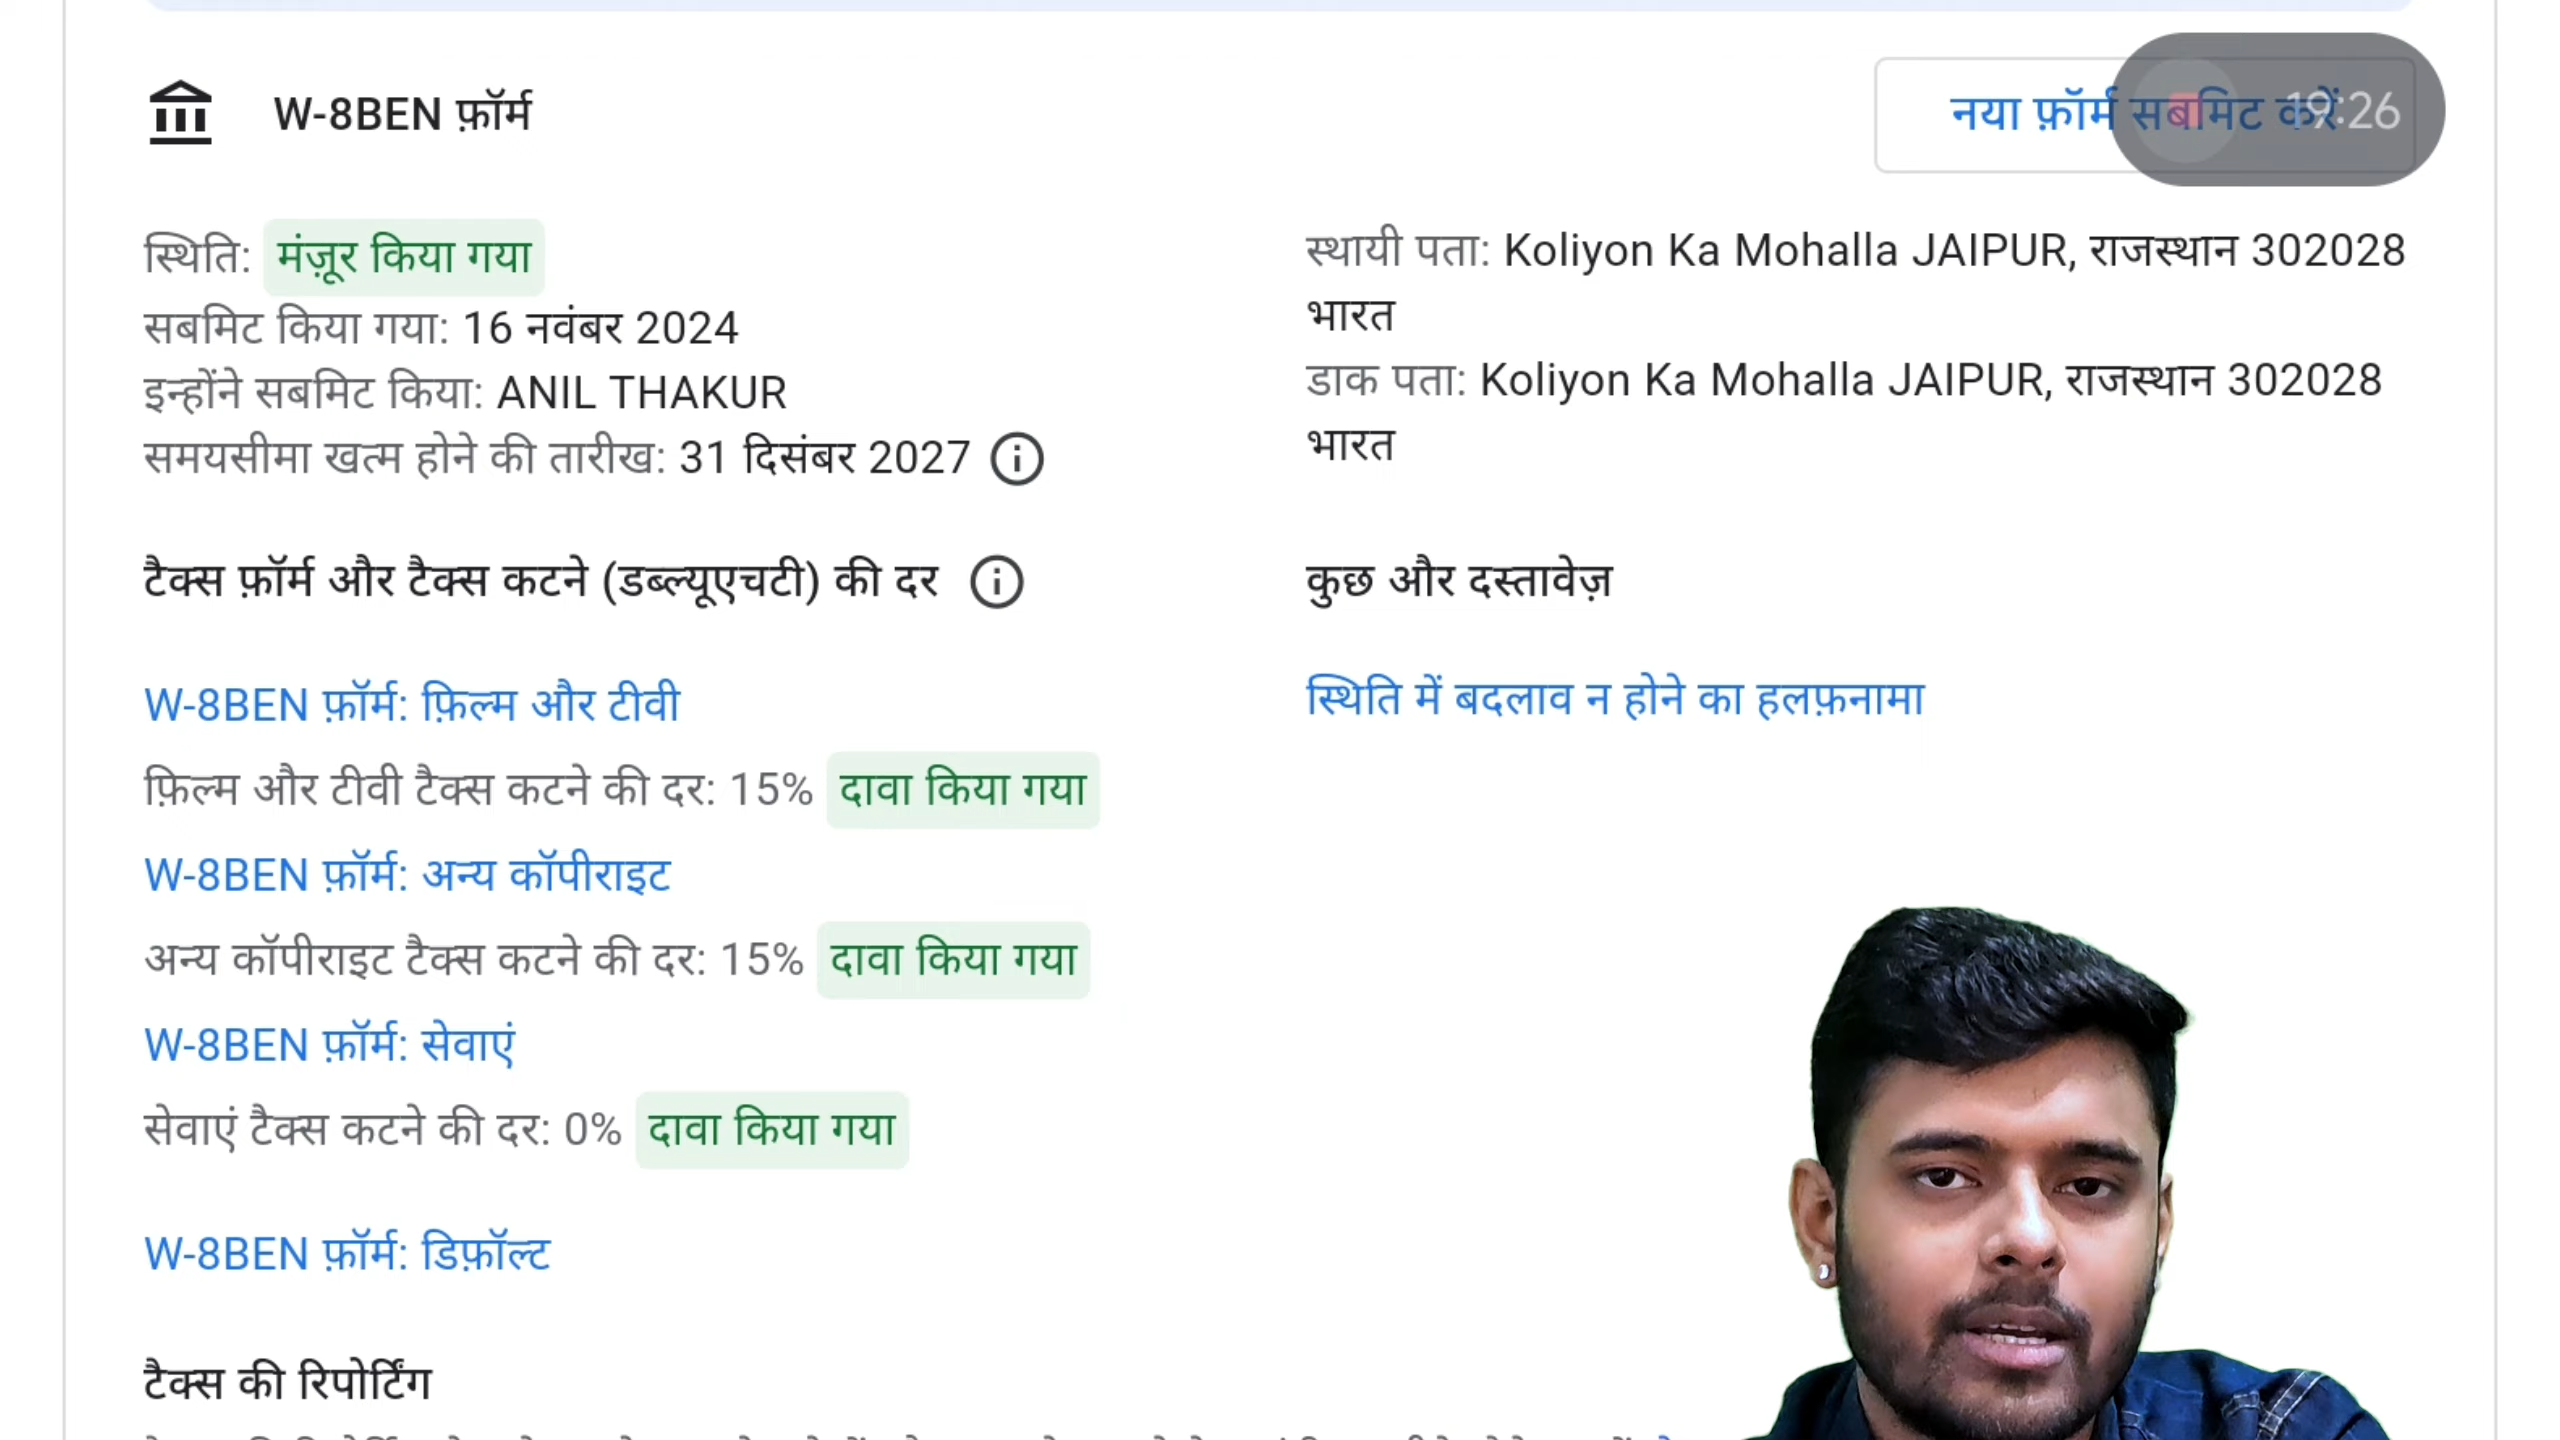 W-8BEN फ़ॉर्म
नया फ़ॉर्म सबमिट करें
19:26
स्थिति: मंज़ूर किया गया
सबमिट किया गया: 16 नवंबर 2024
इन्होंने सबमिट किया: ANIL THAKUR
समयसीमा खत्म होने की तारीख: 31 दिसंबर 2027
स्थायी पता: Koliyon Ka Mohalla JAIPUR, राजस्थान 302028
भारत
डाक पता: Koliyon Ka Mohalla JAIPUR, राजस्थान 302028
भारत
टैक्स फ़ॉर्म और टैक्स कटने (डब्ल्यूएचटी) की दर
W-8BEN फ़ॉर्म: फ़िल्म और टीवी
फ़िल्म और टीवी टैक्स कटने की दर: 15% दावा किया गया
W-8BEN फ़ॉर्म: अन्य कॉपीराइट
अन्य कॉपीराइट टैक्स कटने की दर: 15% दावा किया गया
W-8BEN फ़ॉर्म: सेवाएं
सेवाएं टैक्स कटने की दर: 0% दावा किया गया
W-8BEN फ़ॉर्म: डिफ़ॉल्ट
कुछ और दस्तावेज़
स्थिति में बदलाव न होने का हलफ़नामा
टैक्स की रिपोर्टिंग